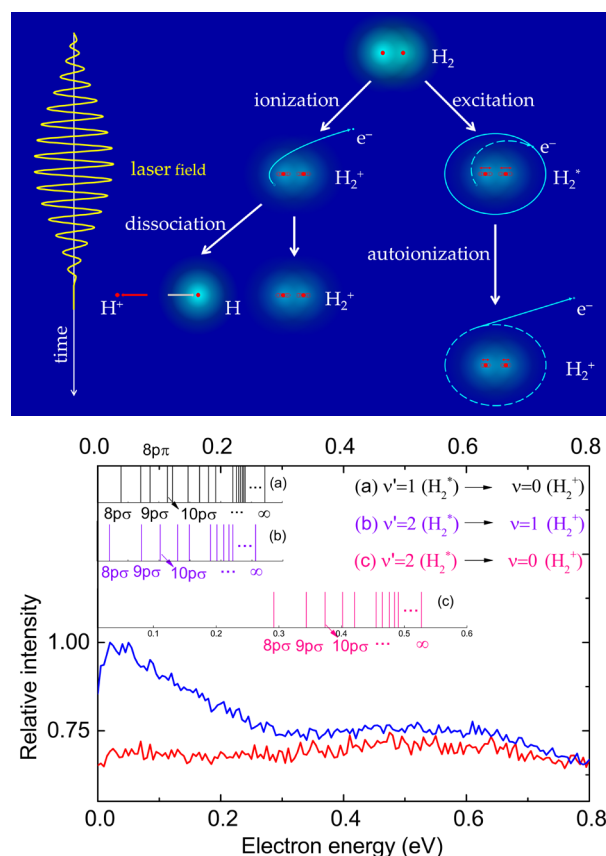 H₂
ionization
excitation
e⁻
e⁻
laser field
H₂⁺
H₂*
dissociation
autoionization
H⁺
H
H₂⁺
e⁻
time
H₂⁺
0.0 0.2 0.4 0.6 0.8
8pπ
... (a)
8pσ 9pσ 10pσ ... ∞
(a) ν'=1 (H₂*) → ν=0 (H₂⁺)
... (b)
8pσ 9pσ 10pσ ... ∞
(b) ν'=2 (H₂*) → ν=1 (H₂⁺)
(c) ν'=2 (H₂*) → ν=0 (H₂⁺)
... (c)
0.1 0.2 0.3 0.4 0.5 0.6
8pσ 9pσ 10pσ ... ∞
1.00
0.75
Relative intensity
0.0 0.2 0.4 0.6 0.8
Electron energy (eV)